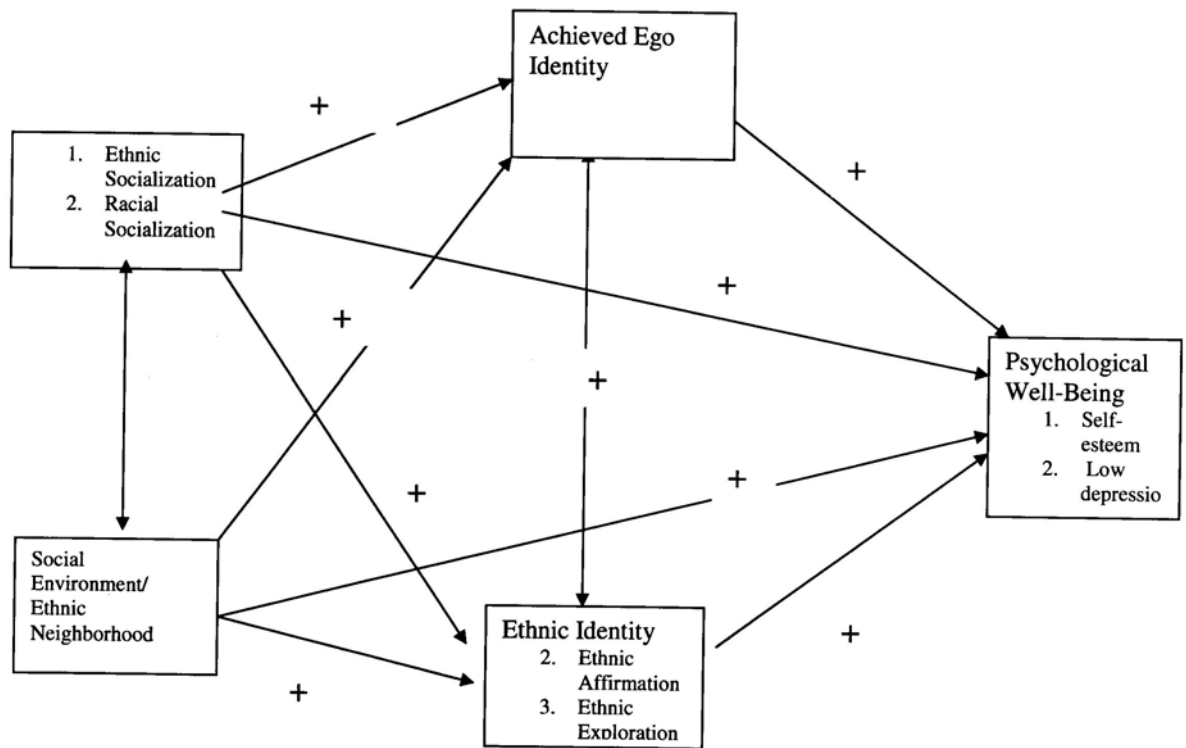 Achieved Ego
Identity
+
1. Ethnic
Socialization
2. Racial
Socialization
+
+
+
Psychological
Well-Being
1. Self-
esteem
2. Low
depressio
+
+
+
Social
Environment/
Ethnic
Neighborhood
Ethnic Identity
2. Ethnic
Affirmation
3. Ethnic
Exploration
+
+